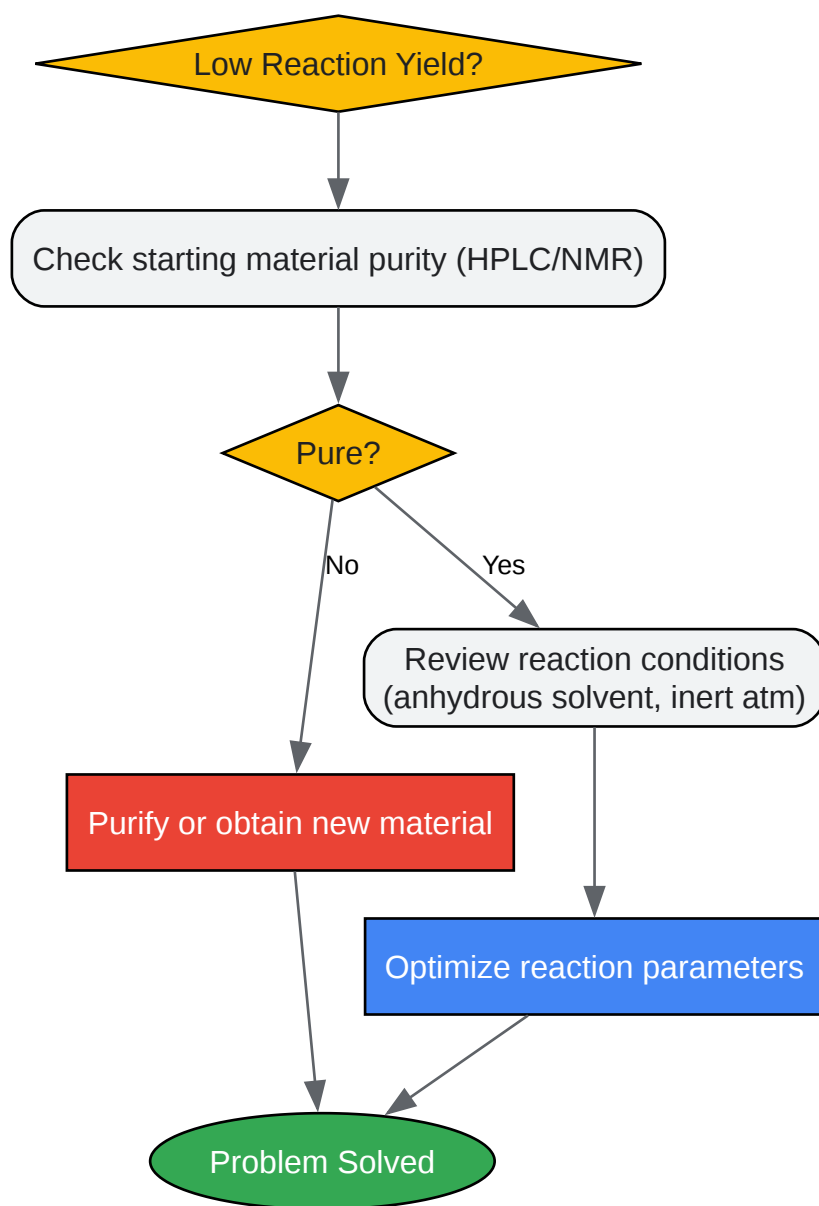 Low Reaction Yield?
Check starting material purity (HPLC/NMR)
Pure?
No
Yes
Review reaction conditions
(anhydrous solvent, inert atm)
Purify or obtain new material
Optimize reaction parameters
Problem Solved